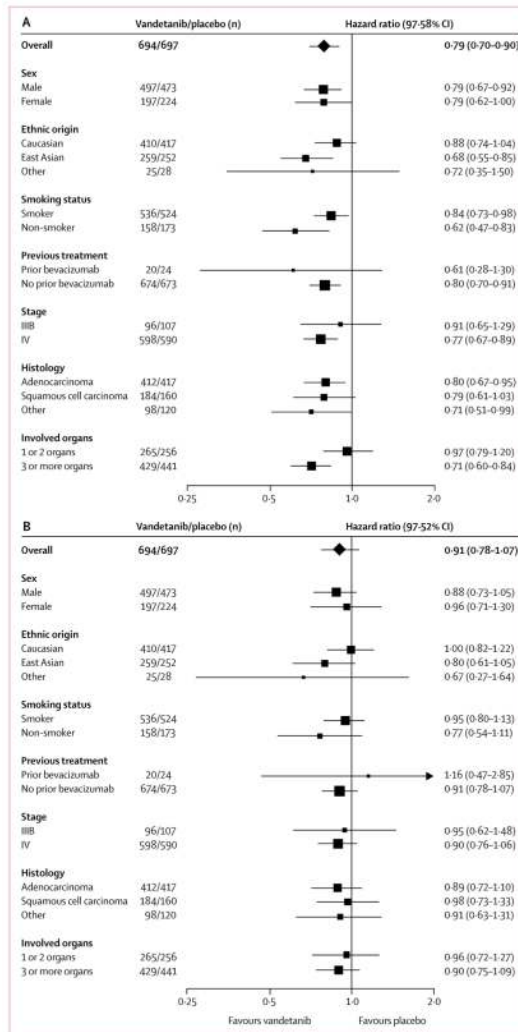 A Vandetanib/placebo (n) Hazard ratio (97·58% CI)
Overall 694/697 0·79 (0·70–0·90)
Sex
Male 497/473 0·79 (0·67–0·92)
Female 197/224 0·79 (0·62–1·00)
Ethnic origin
Caucasian 410/417 0·88 (0·74–1·04)
East Asian 259/252 0·68 (0·55–0·85)
Other 25/28 0·72 (0·35–1·50)
Smoking status
Smoker 536/524 0·84 (0·73–0·98)
Non-smoker 158/173 0·62 (0·47–0·83)
Previous treatment
Prior bevacizumab 20/24 0·61 (0·28–1·30)
No prior bevacizumab 674/673 0·80 (0·70–0·91)
Stage
IIIB 96/107 0·91 (0·65–1·29)
IV 598/590 0·77 (0·67–0·89)
Histology
Adenocarcinoma 412/417 0·80 (0·67–0·95)
Squamous cell carcinoma 184/160 0·79 (0·61–1·03)
Other 98/120 0·71 (0·51–0·99)
Involved organs
1 or 2 organs 265/256 0·97 (0·79–1·20)
3 or more organs 429/441 0·71 (0·60–0·84)
0·25 0·5 1·0 2·0
B Vandetanib/placebo (n) Hazard ratio (97·52% CI)
Overall 694/697 0·91 (0·78–1·07)
Sex
Male 497/473 0·88 (0·73–1·05)
Female 197/224 0·96 (0·71–1·30)
Ethnic origin
Caucasian 410/417 1·00 (0·82–1·22)
East Asian 259/252 0·80 (0·61–1·05)
Other 25/28 0·67 (0·27–1·64)
Smoking status
Smoker 536/524 0·95 (0·80–1·13)
Non-smoker 158/173 0·77 (0·54–1·11)
Previous treatment
Prior bevacizumab 20/24 1·16 (0·47–2·85)
No prior bevacizumab 674/673 0·91 (0·78–1·07)
Stage
IIIB 96/107 0·95 (0·62–1·48)
IV 598/590 0·90 (0·76–1·06)
Histology
Adenocarcinoma 412/417 0·89 (0·72–1·10)
Squamous cell carcinoma 184/160 0·98 (0·73–1·33)
Other 98/120 0·91 (0·63–1·31)
Involved organs
1 or 2 organs 265/256 0·96 (0·72–1·27)
3 or more organs 429/441 0·90 (0·75–1·09)
0·25 0·5 1·0 2·0
Favours vandetanib Favours placebo